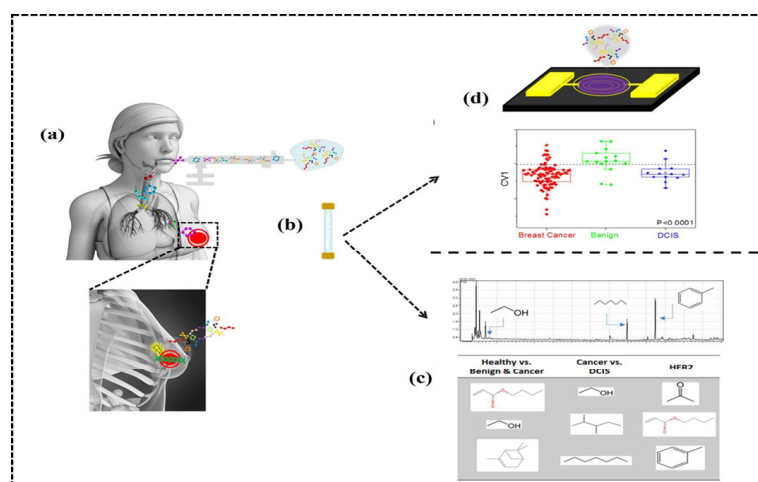 (a)
(b)
(d)
CV1
P<0.0001
Breast Cancer
Benign
DCIS
OH
(c)
Healthy vs.
Benign & Cancer
Cancer vs.
DCIS
HER2
O
OH
O
O
OH
O
O